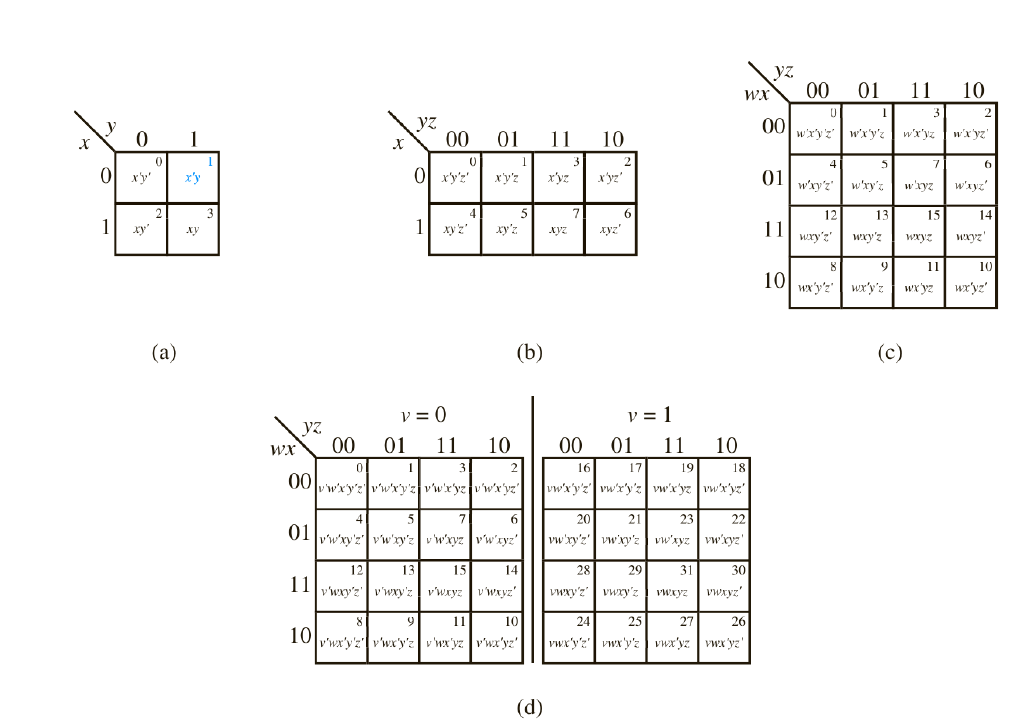 y
x
0 1
0 0 x'y' 1 x'y
1 2 xy' 3 xy
(a)
yz
x
00 01 11 10
0 0 x'y'z' 1 x'y'z 3 x'yz 2 x'yz'
1 4 xy'z' 5 xy'z 7 xyz 6 xyz'
(b)
yz
wx
00 01 11 10
00 0 w'x'y'z' 1 w'x'y'z 3 w'x'yz 2 w'x'yz'
01 4 w'xy'z' 5 w'xy'z 7 w'xyz 6 w'xyz'
11 12 wxy'z' 13 wxy'z 15 wxyz 14 wxyz'
10 8 wx'y'z' 9 wx'y'z 11 wx'yz 10 wx'yz'
(c)
v = 0 v = 1
yz
wx
00 01 11 10 00 01 11 10
00 0 v'w'x'y'z' 1 v'w'x'y'z 3 v'w'x'yz 2 v'w'x'yz' 16 vw'x'y'z' 17 vw'x'y'z 19 vw'x'yz 18 vw'x'yz'
01 4 v'w'xy'z' 5 v'w'xy'z 7 v'w'xyz 6 v'w'xyz' 20 vw'xy'z' 21 vw'xy'z 23 vw'xyz 22 vw'xyz'
11 12 v'wxy'z' 13 v'wxy'z 15 v'wxyz 14 v'wxyz' 28 vwxy'z' 29 vwxy'z 31 vwxyz 30 vwxyz'
10 8 v'wx'y'z' 9 v'wx'y'z 11 v'wx'yz 10 v'wx'yz' 24 vwx'y'z' 25 vwx'y'z 27 vwx'yz 26 vwx'yz'
(d)